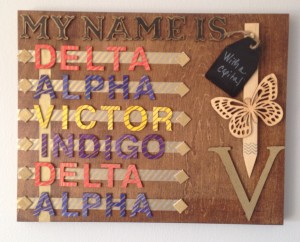 MY NAME IS
With a
capital
DELTA
ALPHA
VICTOR
INDIGO
DELTA
ALPHA
V